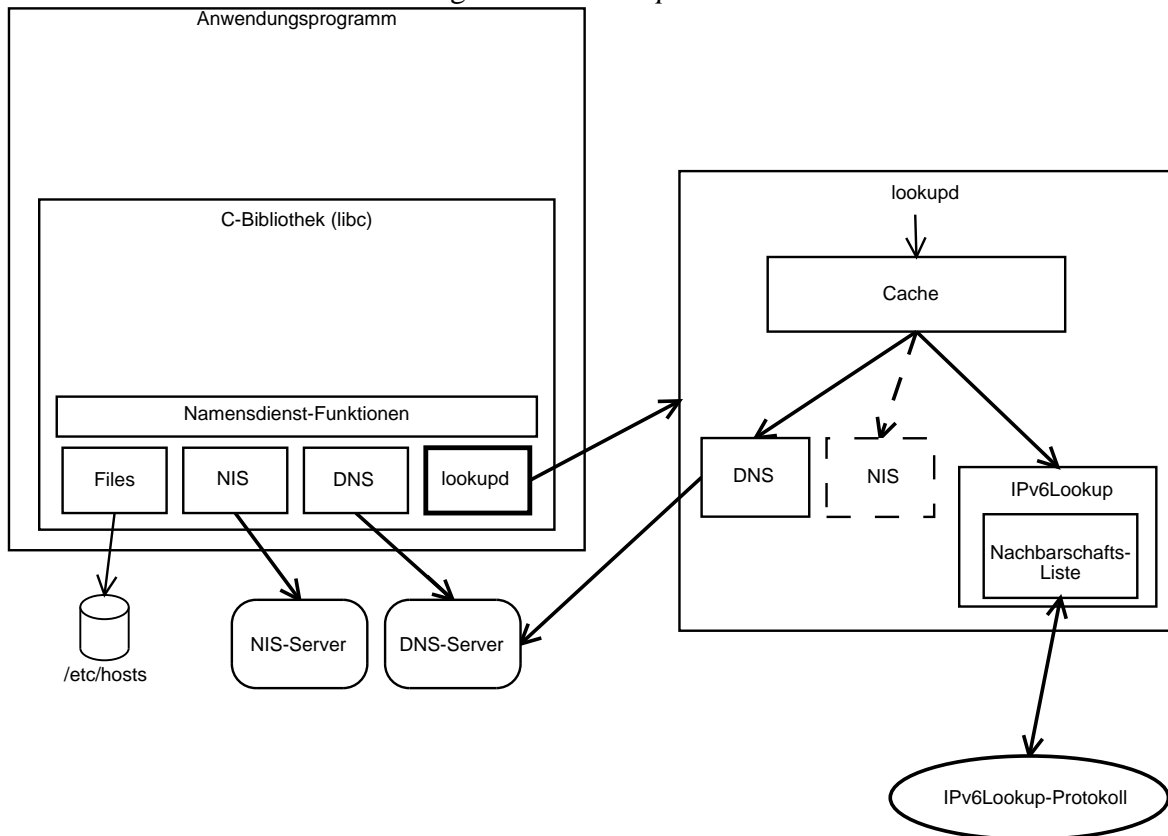 Anwendungsprogramm
C-Bibliothek (libc)
Namensdienst-Funktionen
Files
NIS
DNS
lookupd
/etc/hosts
NIS-Server
DNS-Server
lookupd
Cache
DNS
NIS
IPv6Lookup
Nachbarschafts-
Liste
IPv6Lookup-Protokoll